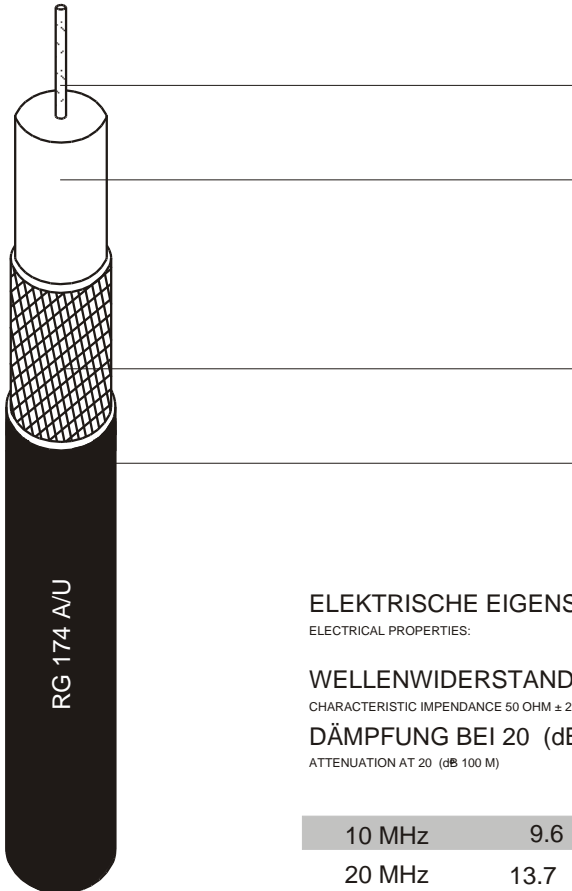 RG 174 A/U
ELEKTRISCHE EIGENS
ELECTRICAL PROPERTIES:
WELLENWIDERSTAND
CHARACTERISTIC IMPENDANCE 50 OHM ± 2
DÄMPFUNG BEI 20 (dB
ATTENUATION AT 20 (dB 100 M)
10 MHz 9.6
20 MHz 13.7